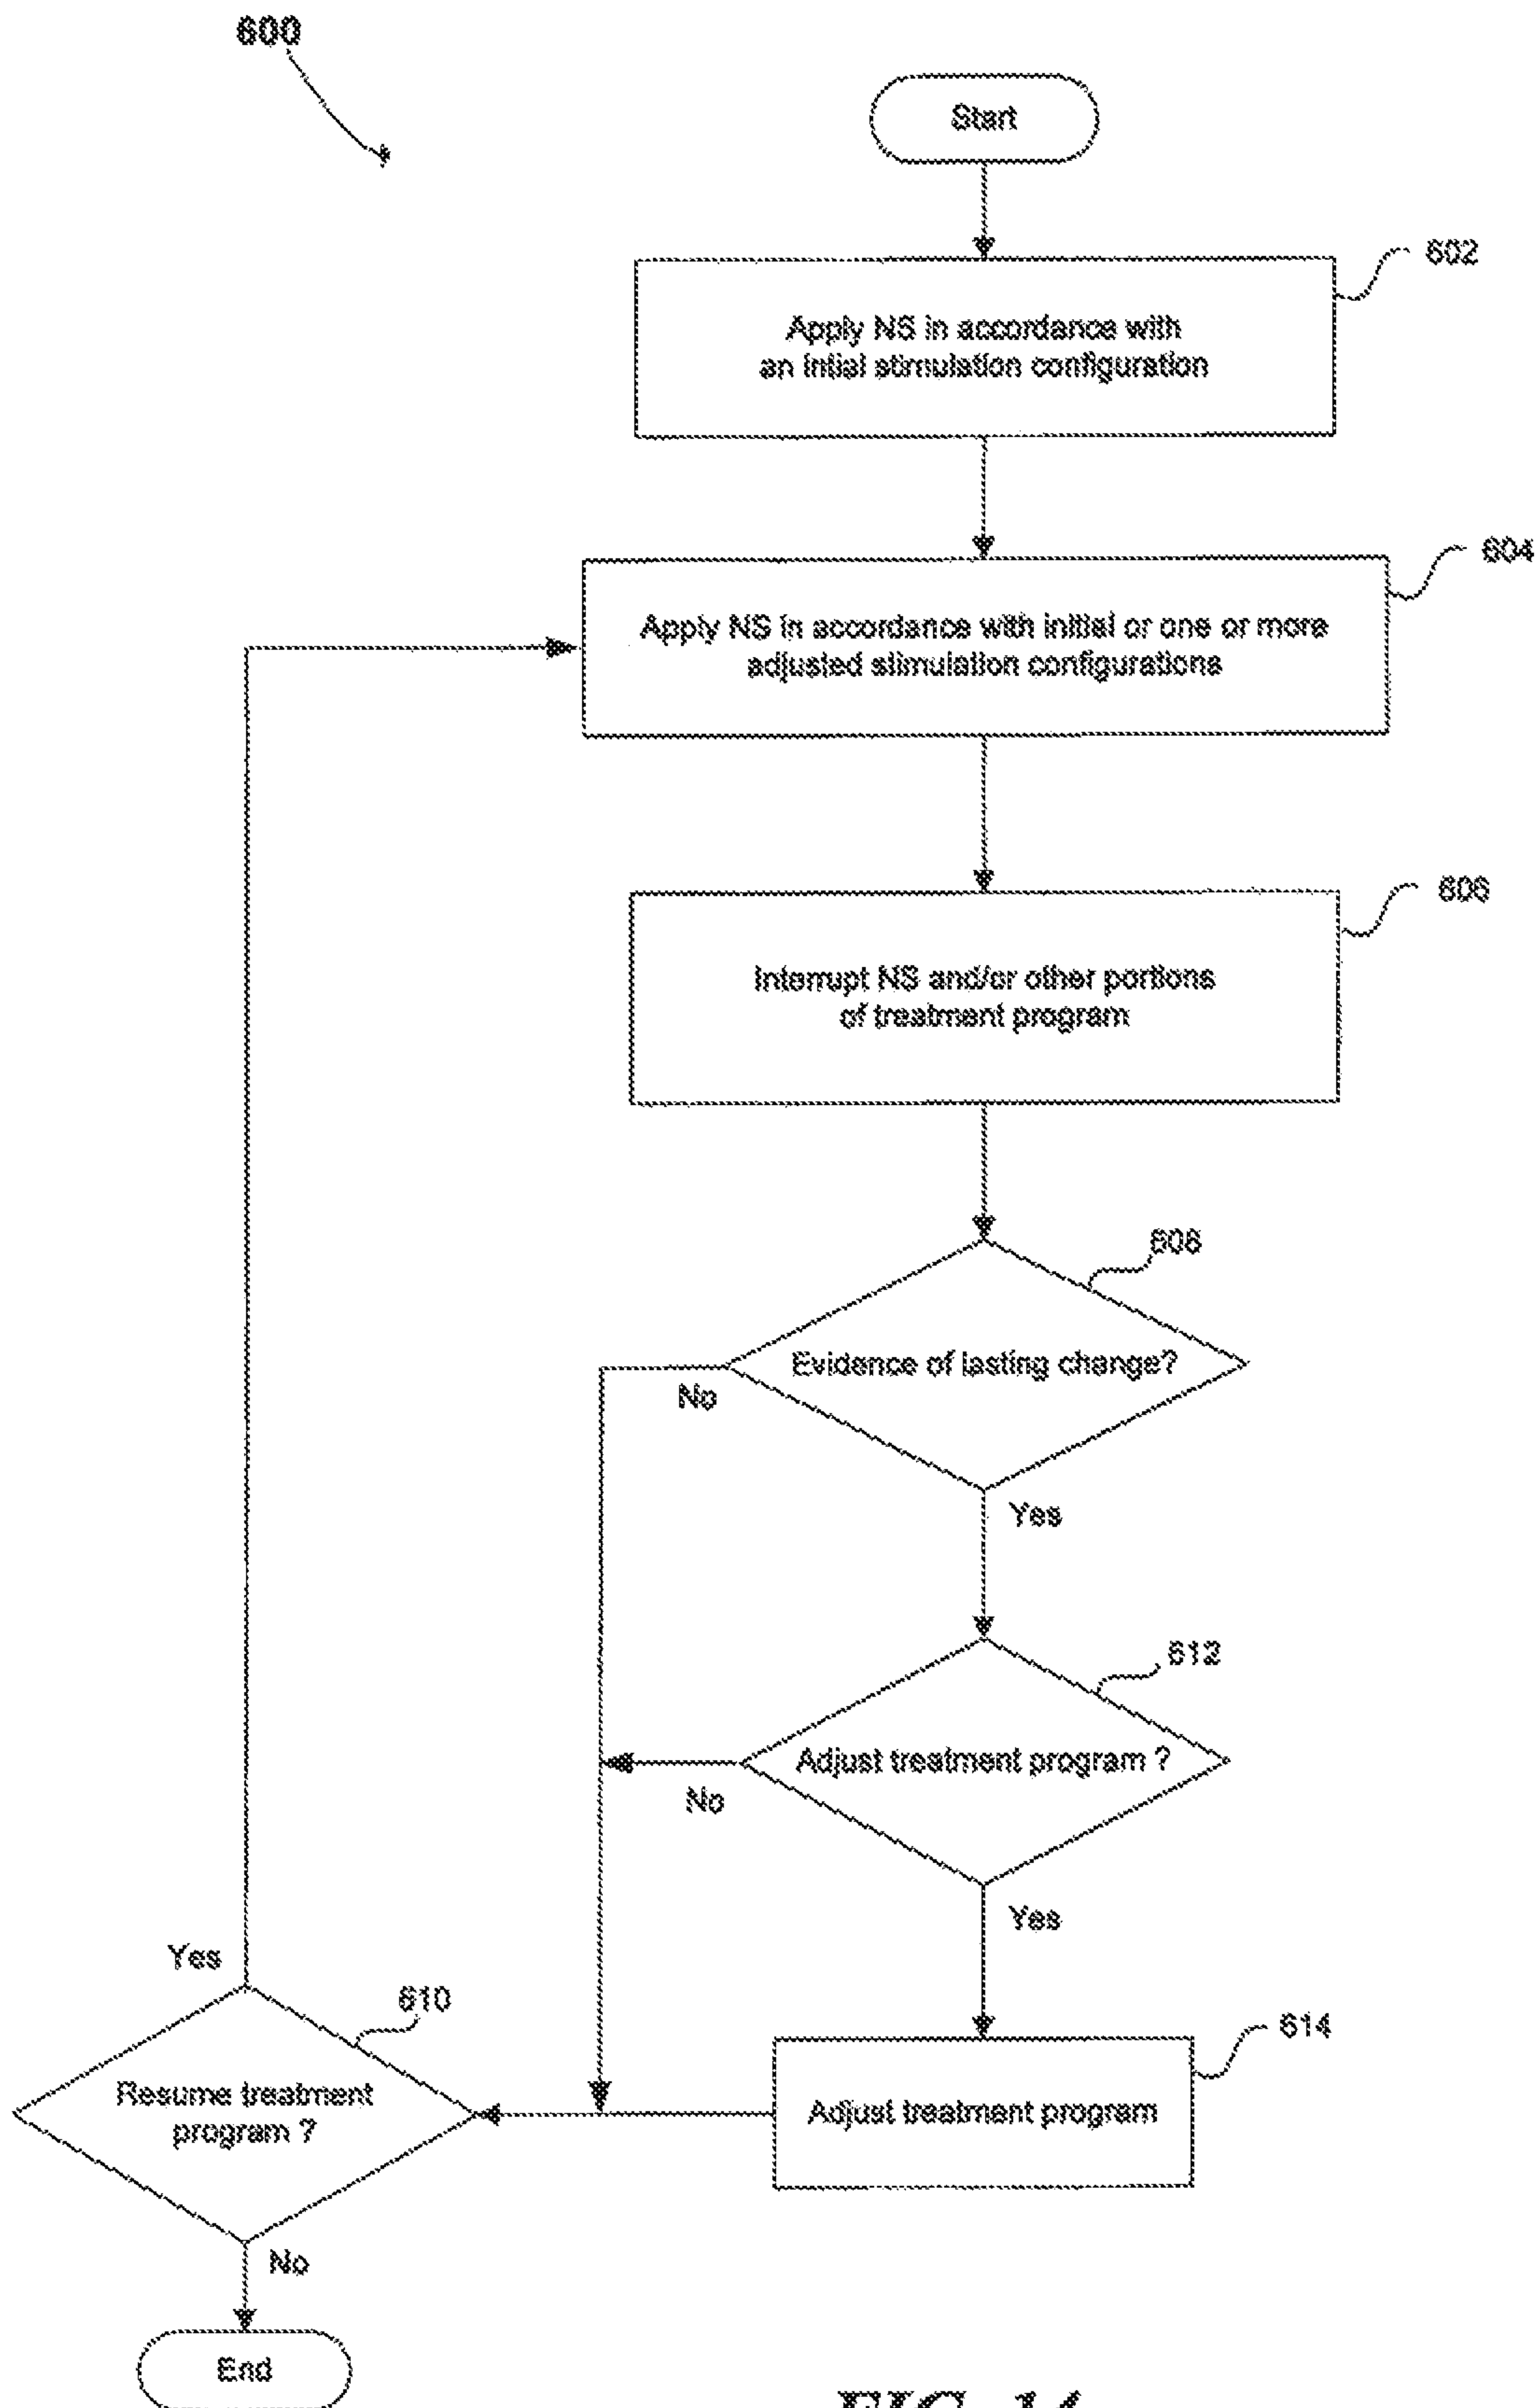 600
Start
602
Apply NS in accordance with
an intial stimulation configuration
604
Apply NS in accordance with initial or one or more
adjusted stimulation configurations
606
Interrupt NS and/or other portions
of treatment program
608
Evidence of lasting change?
No
Yes
612
Adjust treatment program ?
No
Yes
Yes
610
614
Resume treatment
program ?
Adjust treatment program
No
End
FIG. 14